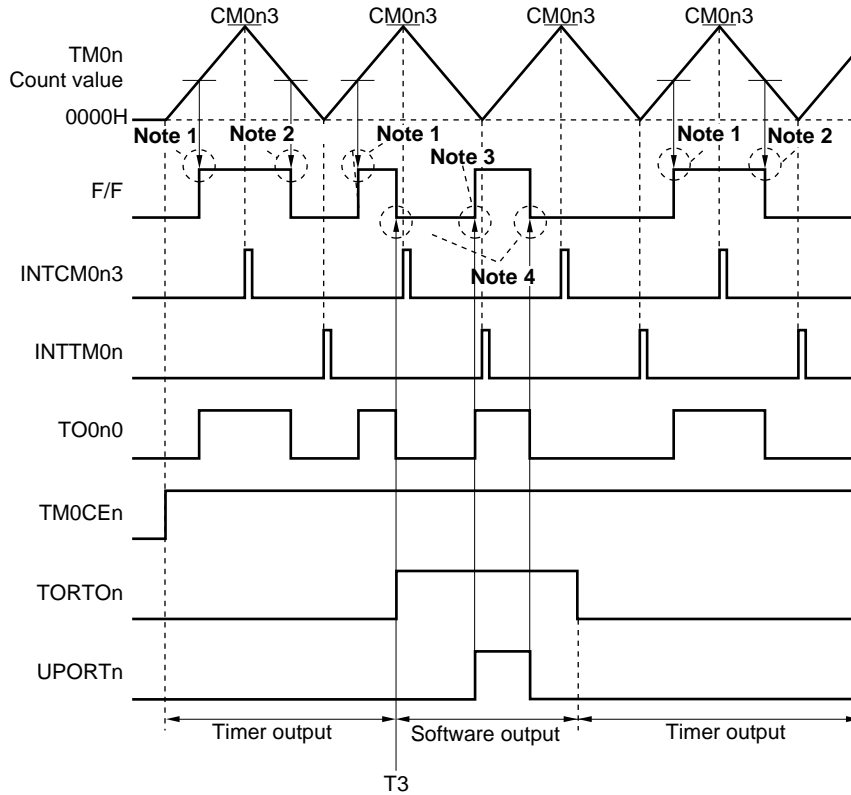 CM0n3 CM0n3 CM0n3 CM0n3
TM0n
Count value
0000H
Note 1 Note 2 Note 1 Note 3 Note 1 Note 2
F/F
Note 4
INTCM0n3
INTTM0n
TO0n0
TM0CEn
TORTOn
UPORTn
Timer output Software output Timer output
T3